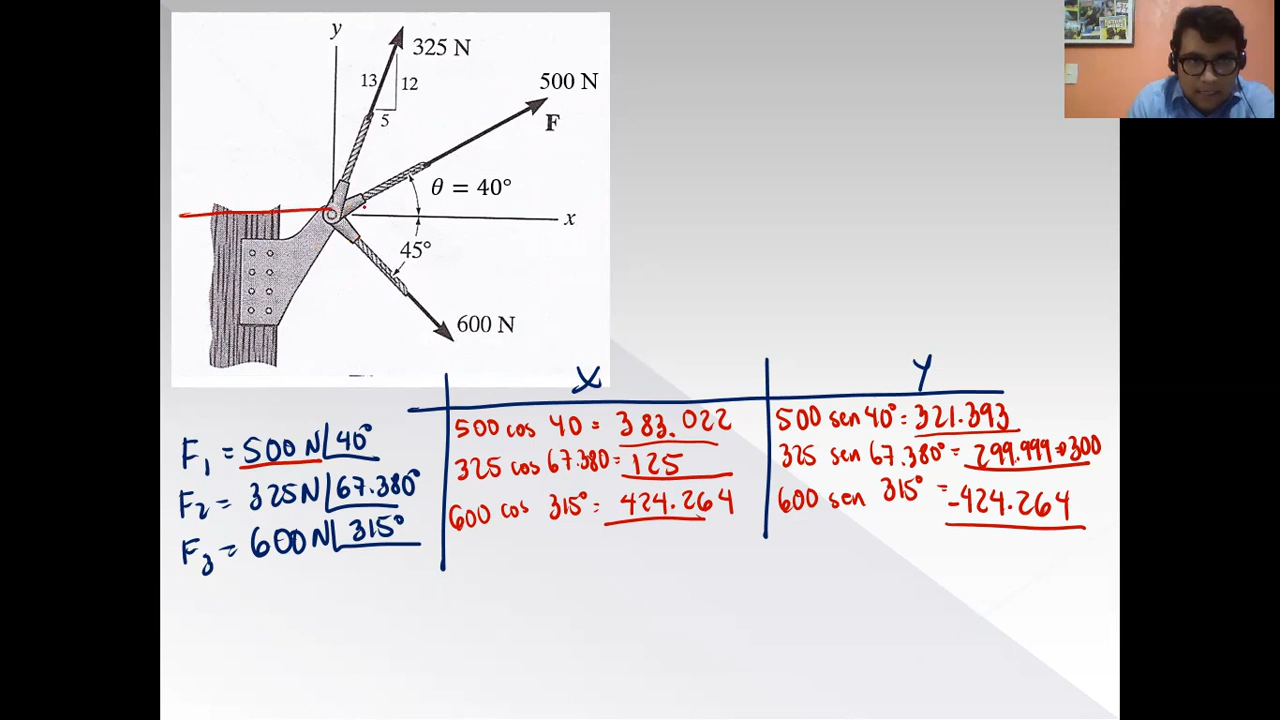 y
325 N
13
12
5
500 N
F
θ = 40°
x
45°
600 N
X
Y
F₁ = 500 N∠40°
500 cos 40 = 383.022
500 sen 40° = 321.393
F₂ = 325N∠67.380°
325 cos 67.380 = 125
325 sen 67.380° = 299.999→300
F₃ = 600N∠315°
600 cos 315° = 424.264
600 sen 315° = -424.264